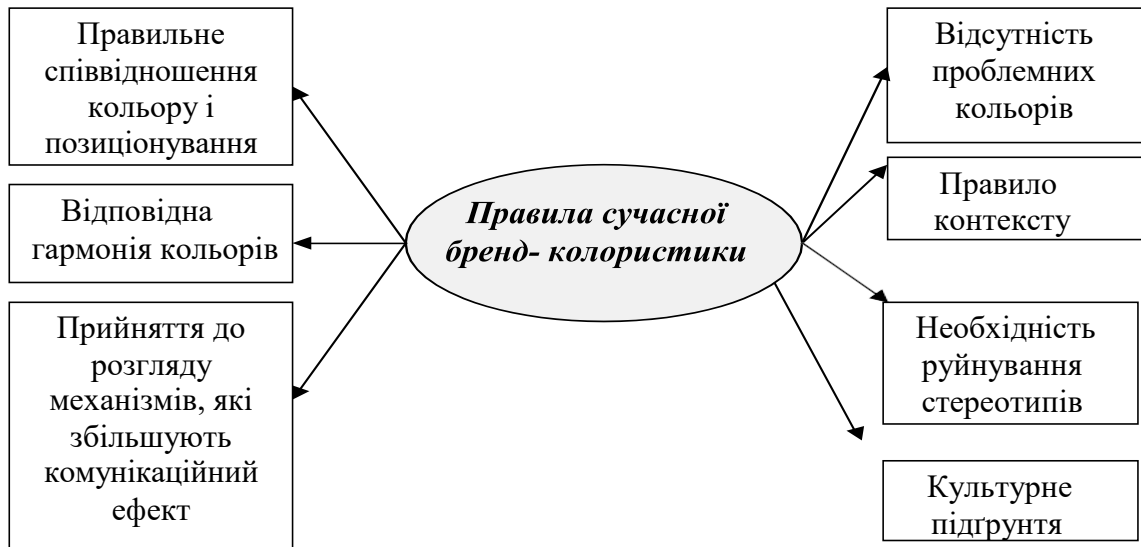 Правильне
співвідношення
кольору і
позиціонування
Відповідна
гармонія кольорів
Прийняття до
розгляду
механізмів, які
збільшують
комунікаційний
ефект
Правила сучасної
бренд- колористики
Відсутність
проблемних
кольорів
Правило
контексту
Необхідність
руйнування
стереотипів
Культурне
підґрунтя